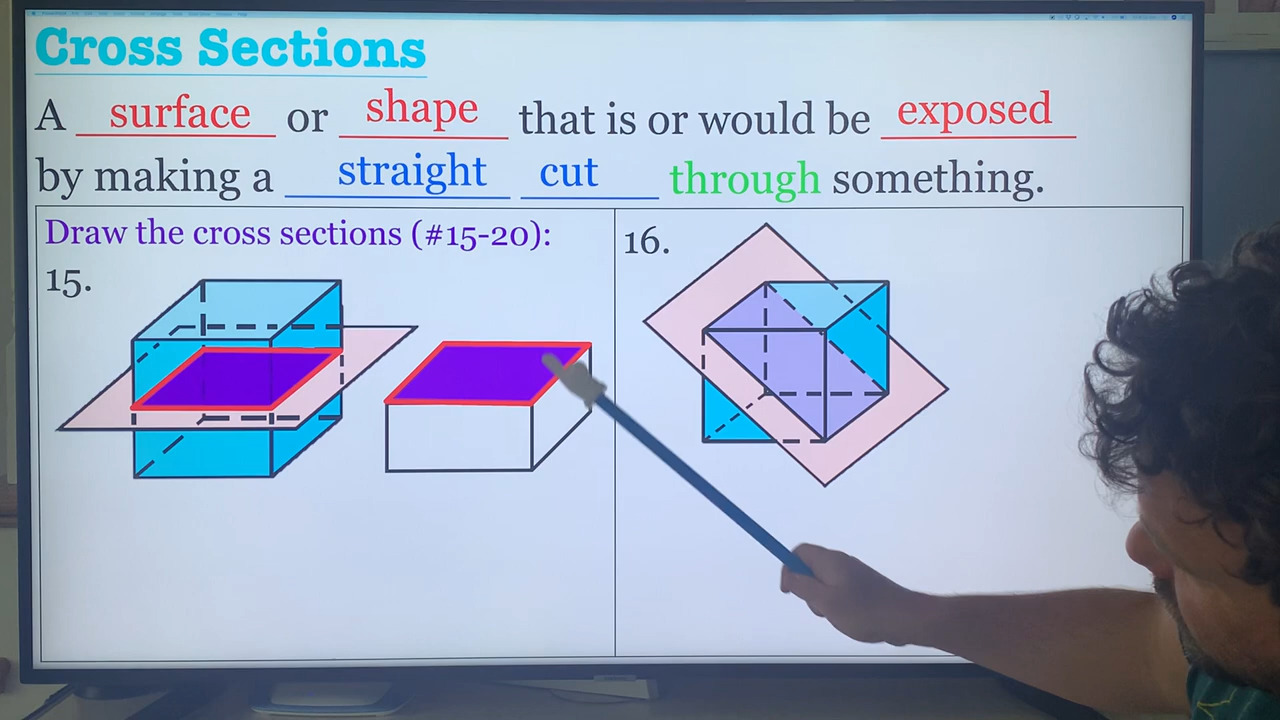 Cross Sections
A surface or shape that is or would be exposed
by making a straight cut through something.
Draw the cross sections (#15-20):
15.
16.